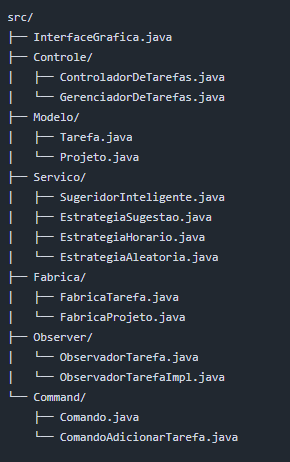 src/
├── InterfaceGrafica.java
├── Controle/
│   ├── ControladorDeTarefas.java
│   └── GerenciadorDeTarefas.java
├── Modelo/
│   ├── Tarefa.java
│   └── Projeto.java
├── Servico/
│   ├── SugeridorInteligente.java
│   ├── EstrategiaSugestao.java
│   ├── EstrategiaHorario.java
│   └── EstrategiaAleatoria.java
├── Fabrica/
│   ├── FabricaTarefa.java
│   └── FabricaProjeto.java
├── Observer/
│   └── ObservadorTarefa.java
│   └── ObservadorTarefaImpl.java
└── Command/
    ├── Comando.java
    └── ComandoAdicionarTarefa.java